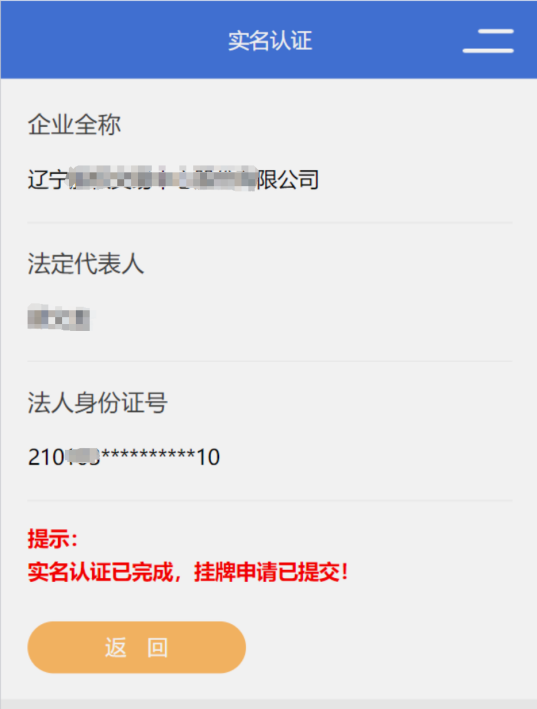 实名认证
企业全称
辽宁限公司
法定代表人
法人身份证号
210**********10
提示：
实名认证已完成，挂牌申请已提交！
返 回